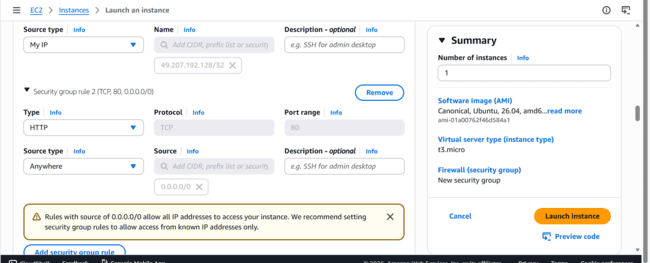 EC2 > Instances > Launch an instance
Source type Info
Name Info
Description - optional Info
My IP
Add CIDR, prefix list or security
e.g. SSH for admin desktop
49.207.192.128/32
Security group rule 2 (TCP, 80, 0.0.0.0/0)
Remove
Type Info
Protocol Info
Port range Info
HTTP
TCP
80
Source type Info
Source Info
Description - optional Info
Anywhere
Add CIDR, prefix list or security
e.g. SSH for admin desktop
0.0.0.0/0
Rules with source of 0.0.0.0/0 allow all IP addresses to access your instance. We recommend setting
security group rules to allow access from known IP addresses only.
Add security group rule
Summary
Number of instances Info
1
Software Image (AMI)
Canonical, Ubuntu, 26.04, amd6...read more
ami-01a00762f46d584a1
Virtual server type (instance type)
t3.micro
Firewall (security group)
New security group
Cancel
Launch instance
Preview code